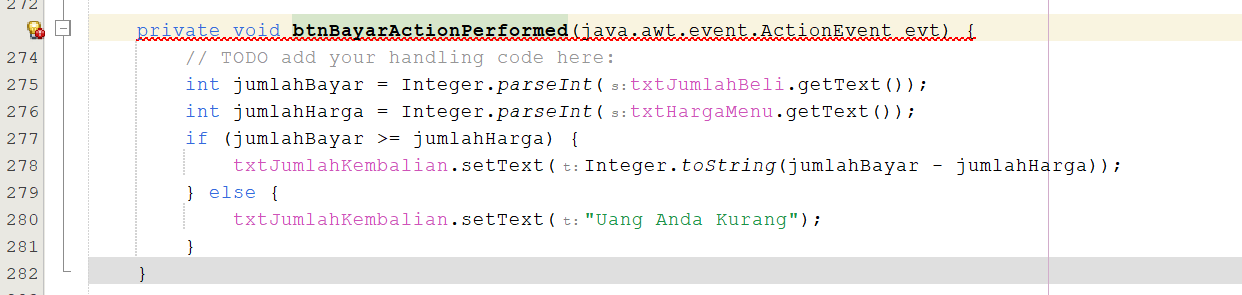 272
private void btnBayarActionPerformed(java.awt.event.ActionEvent evt) {
274 // TODO add your handling code here:
275 int jumlahBayar = Integer.parseInt(s:txtJumlahBeli.getText());
276 int jumlahHarga = Integer.parseInt(s:txtHargaMenu.getText());
277 if (jumlahBayar >= jumlahHarga) {
278 txtJumlahKembalian.setText(t:Integer.toString(jumlahBayar - jumlahHarga));
279 } else {
280 txtJumlahKembalian.setText(t:"Uang Anda Kurang");
281 }
282 }